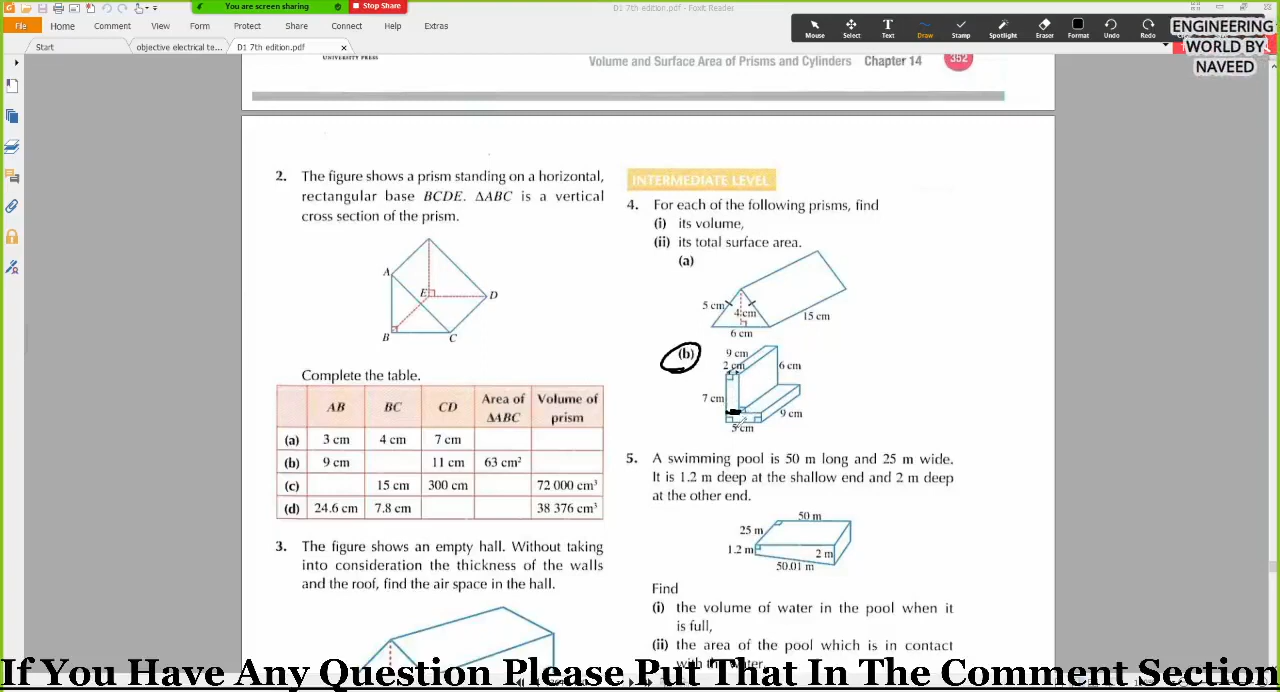 You are screen sharing
Stop Share
D1 7th edition.pdf - Foxit Reader
File Home Comment View Form Protect Share Connect Help Extras
Mouse Select Text Draw Stamp Spotlight Eraser Format Undo Redo
ENGINEERING
WORLD BY
NAVEED
Start objective electrical te... D1 7th edition.pdf
UNIVERSITY PRESS
Volume and Surface Area of Prisms and Cylinders Chapter 14 352
2. The figure shows a prism standing on a horizontal,
rectangular base BCDE. ΔABC is a vertical
cross section of the prism.
A
E
D
B
C
Complete the table.
AB BC CD Area of ΔABC Volume of prism
(a) 3 cm 4 cm 7 cm
(b) 9 cm 11 cm 63 cm²
(c) 15 cm 300 cm 72 000 cm³
(d) 24.6 cm 7.8 cm 38 376 cm³
3. The figure shows an empty hall. Without taking
into consideration the thickness of the walls
and the roof, find the air space in the hall.
INTERMEDIATE LEVEL
4. For each of the following prisms, find
(i) its volume,
(ii) its total surface area.
(a)
5 cm
4 cm
15 cm
6 cm
(b)
9 cm
2 cm
6 cm
7 cm
9 cm
5 cm
5. A swimming pool is 50 m long and 25 m wide.
It is 1.2 m deep at the shallow end and 2 m deep
at the other end.
50 m
25 m
1.2 m
2 m
50.01 m
Find
(i) the volume of water in the pool when it
is full,
(ii) the area of the pool which is in contact
with the water.
If You Have Any Question Please Put That In The Comment Section